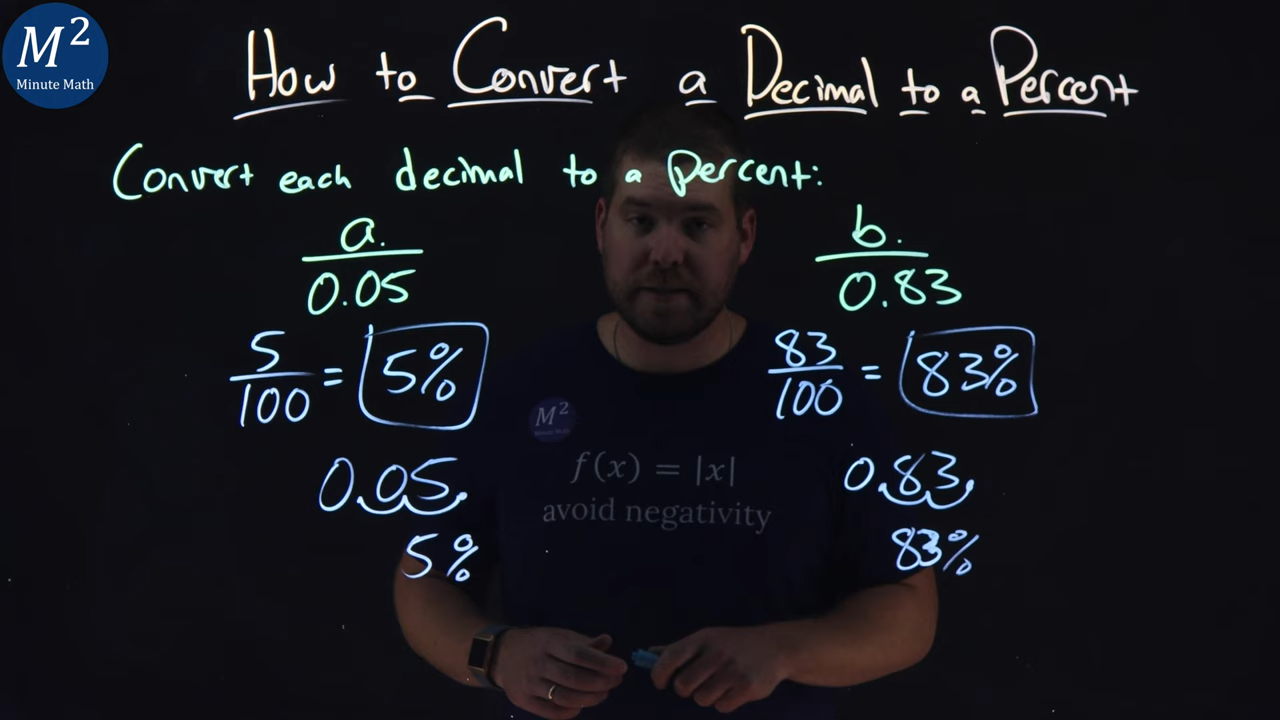 M²
Minute Math
How to Convert a Decimal to a Percent
Convert each decimal to a percent:
a.
0.05
5/100 = 5%
0.05.
5%
b.
0.83
83/100 = 83%
0.83.
83%
M²
Minute Math
f(x) = |x|
avoid negativity